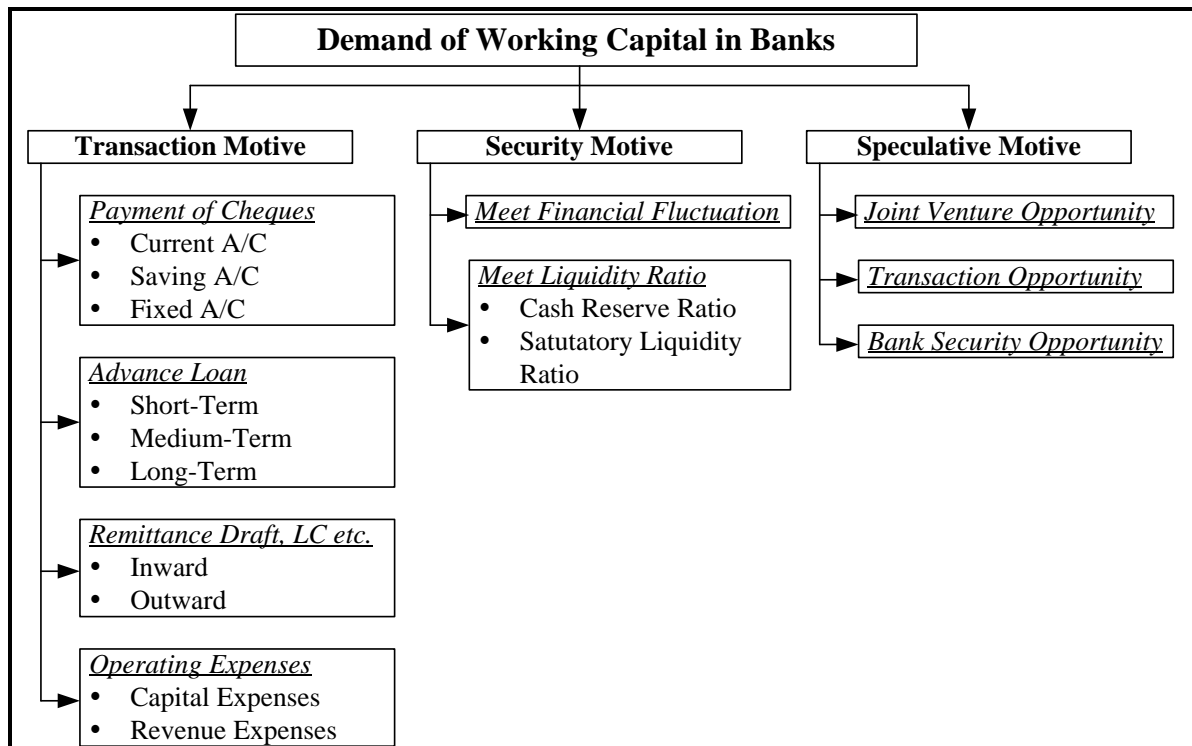 Demand of Working Capital in Banks
Transaction Motive
Payment of Cheques
• Current A/C
• Saving A/C
• Fixed A/C
Advance Loan
• Short-Term
• Medium-Term
• Long-Term
Remittance Draft, LC etc.
• Inward
• Outward
Operating Expenses
• Capital Expenses
• Revenue Expenses
Security Motive
Meet Financial Fluctuation
Meet Liquidity Ratio
• Cash Reserve Ratio
• Satutatory Liquidity
Ratio
Speculative Motive
Joint Venture Opportunity
Transaction Opportunity
Bank Security Opportunity